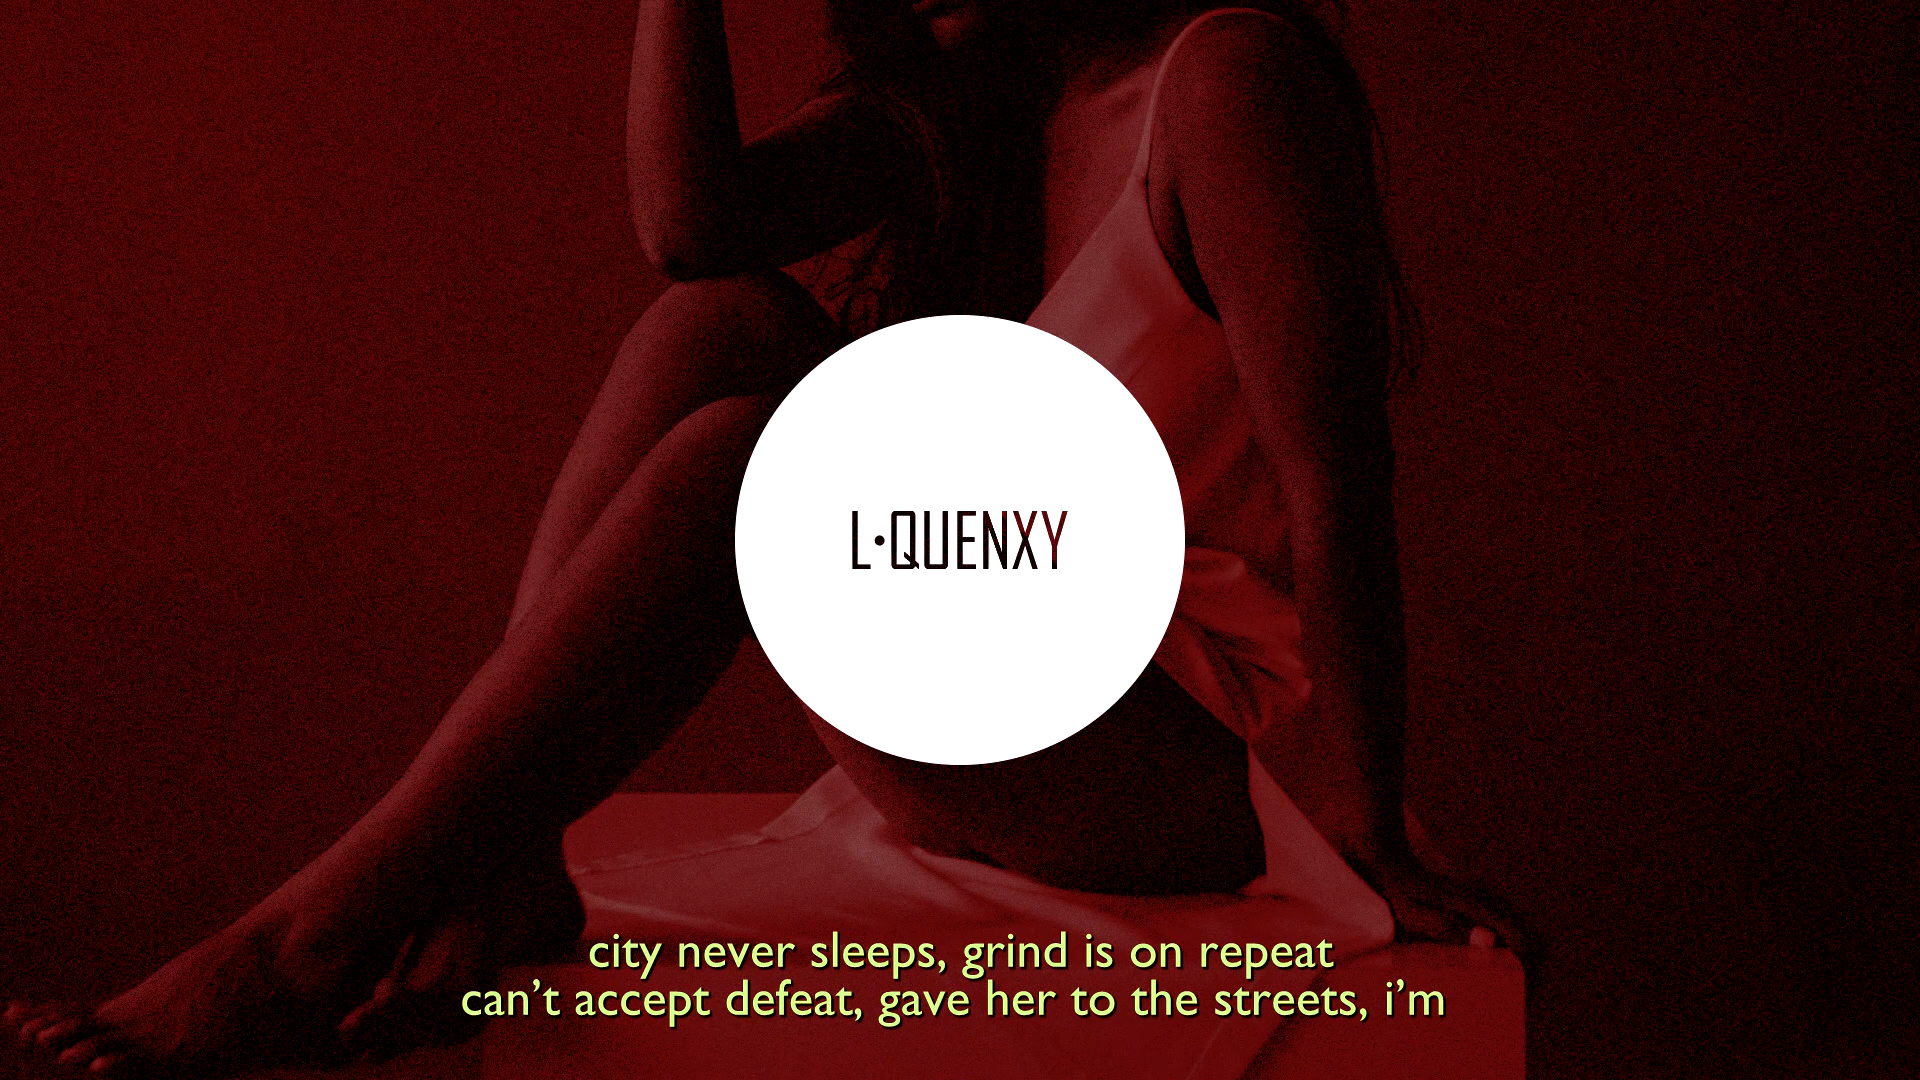 L•QUENXY
city never sleeps, grind is on repeat
can't accept defeat, gave her to the streets, i'm